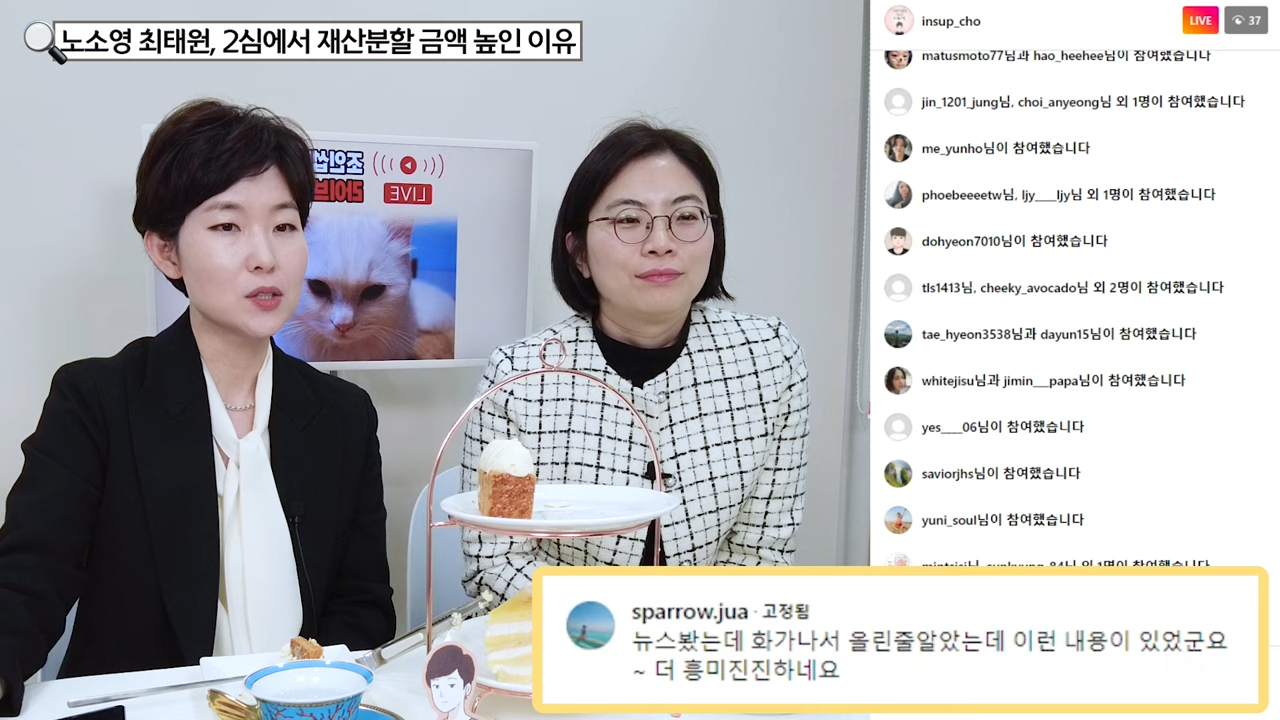 노소영 최태원, 2심에서 재산분할 금액 높인 이유
조인섭
라이브
LIVE
insup_cho
LIVE
37
matusmoto77님과 hao_heehee님이 참여했습니다
jin_1201_jung님, choi_anyeong님 외 1명이 참여했습니다
me_yunho님이 참여했습니다
phoebeeeetw님, ljy___ljy님 외 1명이 참여했습니다
dohyeon7010님이 참여했습니다
tls1413님, cheeky_avocado님 외 2명이 참여했습니다
tae_hyeon3538님과 dayun15님이 참여했습니다
whitejisu님과 jimin__papa님이 참여했습니다
yes___06님이 참여했습니다
saviorjhs님이 참여했습니다
yuni_soul님이 참여했습니다
sparrow.jua · 고정됨
뉴스봤는데 화가나서 올린줄알았는데 이런 내용이 있었군요
~ 더 흥미진진하네요